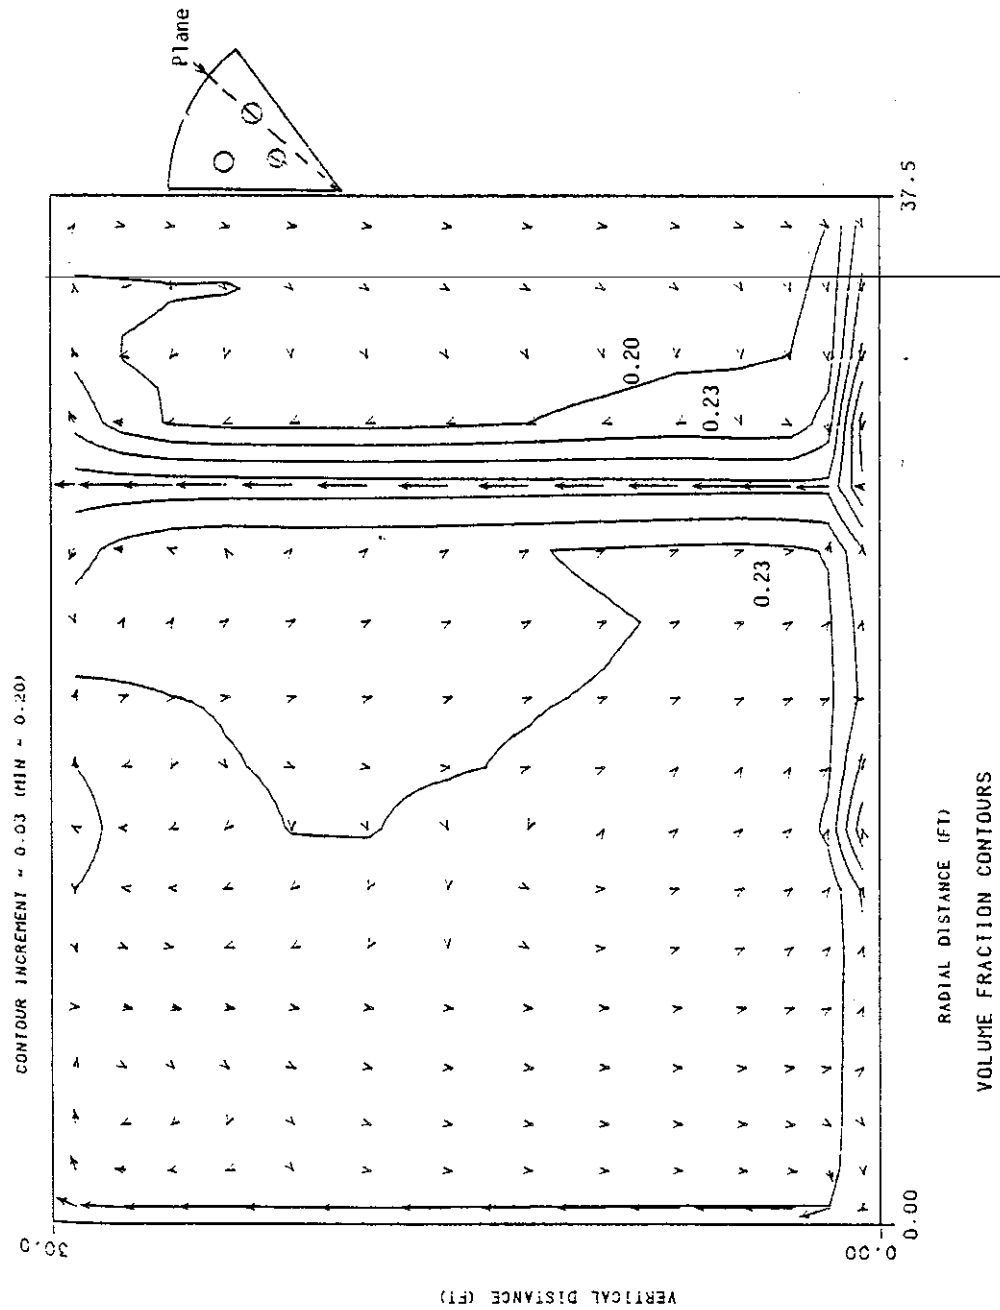 CONTOUR INCREMENT = 0.03 (MIN = 0.20)
Plane
30.0
VERTICAL DISTANCE (FT)
0.20
0.23
0.23
0.00
0.00
37.5
RADIAL DISTANCE (FT)
VOLUME FRACTION CONTOURS